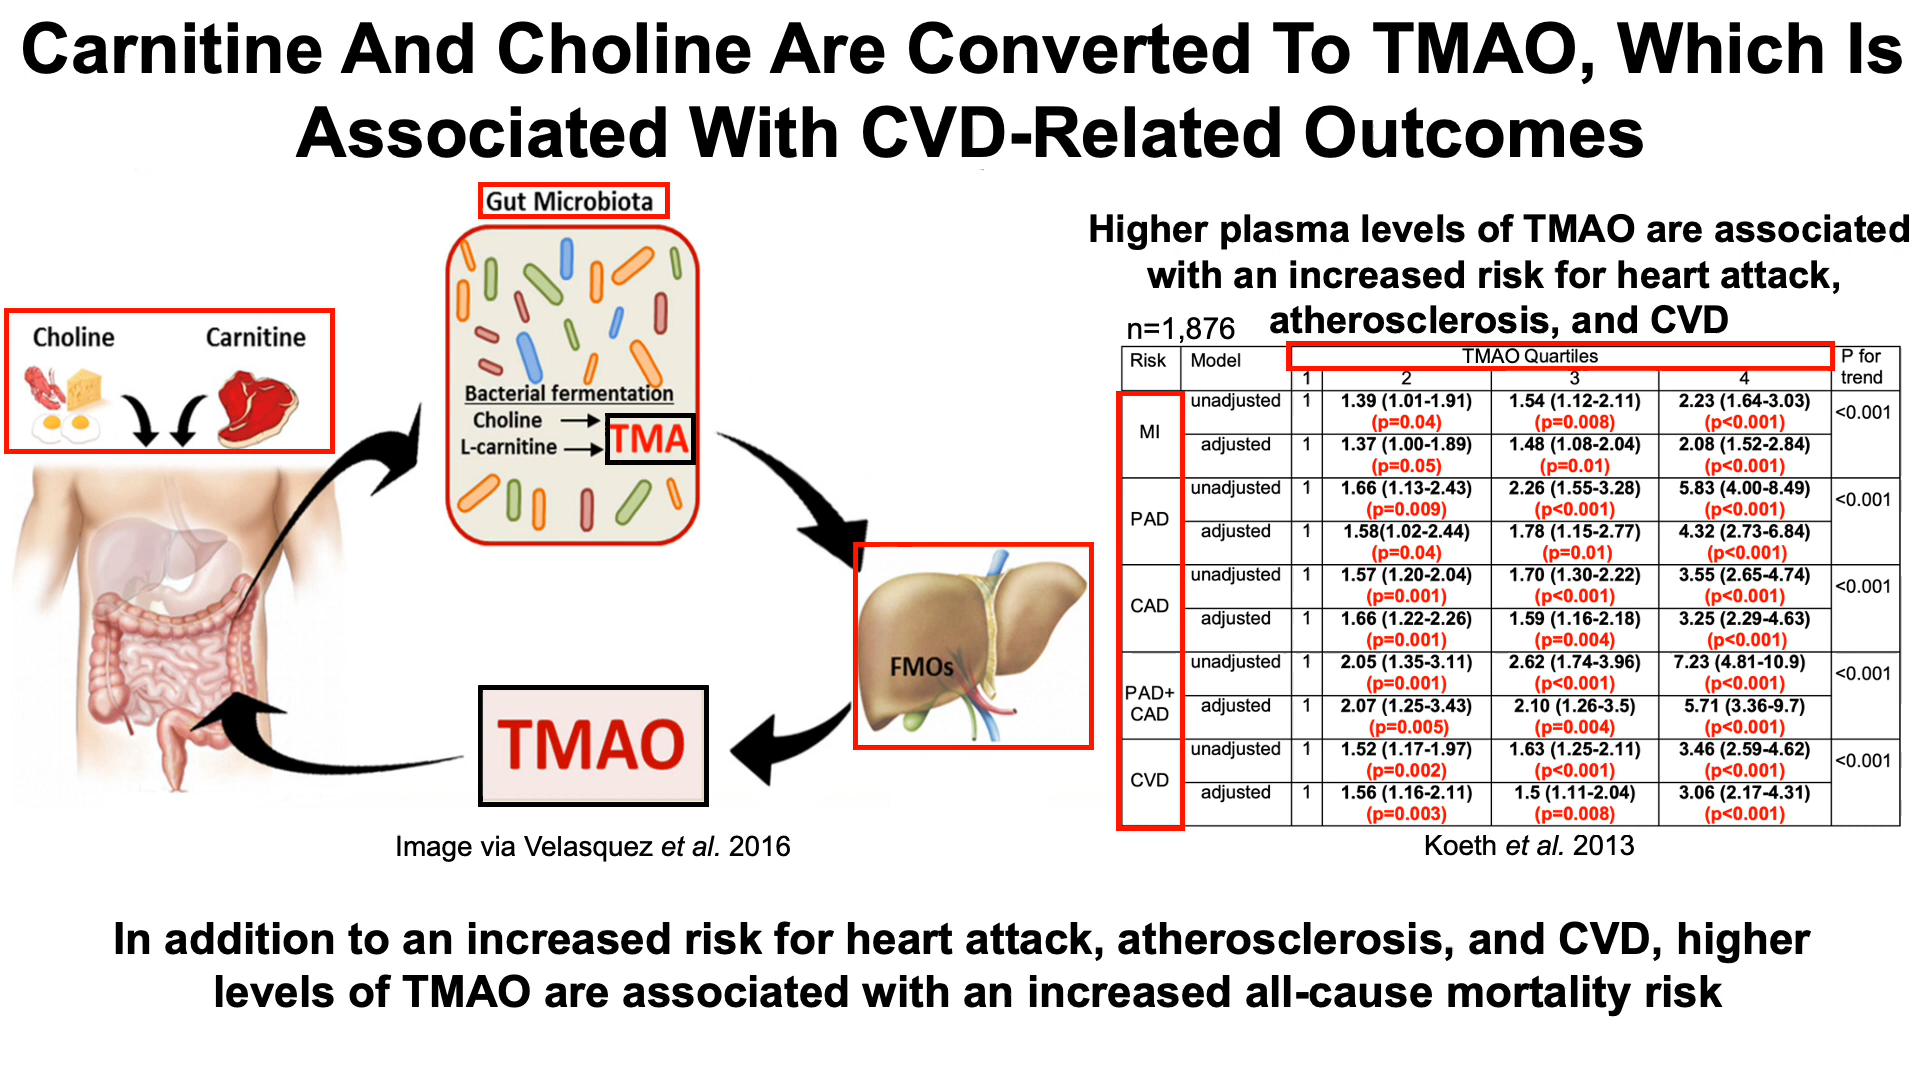 Carnitine And Choline Are Converted To TMAO, Which Is
Associated With CVD-Related Outcomes
Gut Microbiota
Choline
Carnitine
Bacterial fermentation
Choline
L-carnitine
TMA
FMOs
TMAO
Image via Velasquez et al. 2016
Higher plasma levels of TMAO are associated
with an increased risk for heart attack,
atherosclerosis, and CVD
n=1,876
Risk Model TMAO Quartiles P for trend
1 2 3 4
MI unadjusted 1 1.39 (1.01-1.91) 1.54 (1.12-2.11) 2.23 (1.64-3.03) <0.001
(p=0.04) (p=0.008) (p<0.001)
adjusted 1 1.37 (1.00-1.89) 1.48 (1.08-2.04) 2.08 (1.52-2.84)
(p=0.05) (p=0.01) (p<0.001)
PAD unadjusted 1 1.66 (1.13-2.43) 2.26 (1.55-3.28) 5.83 (4.00-8.49) <0.001
(p=0.009) (p<0.001) (p<0.001)
adjusted 1 1.58(1.02-2.44) 1.78 (1.15-2.77) 4.32 (2.73-6.84)
(p=0.04) (p=0.01) (p<0.001)
CAD unadjusted 1 1.57 (1.20-2.04) 1.70 (1.30-2.22) 3.55 (2.65-4.74) <0.001
(p=0.001) (p<0.001) (p<0.001)
adjusted 1 1.66 (1.22-2.26) 1.59 (1.16-2.18) 3.25 (2.29-4.63)
(p=0.001) (p=0.004) (p<0.001)
PAD+ CAD unadjusted 1 2.05 (1.35-3.11) 2.62 (1.74-3.96) 7.23 (4.81-10.9) <0.001
(p=0.001) (p<0.001) (p<0.001)
adjusted 1 2.07 (1.25-3.43) 2.10 (1.26-3.5) 5.71 (3.36-9.7)
(p=0.005) (p=0.004) (p<0.001)
CVD unadjusted 1 1.52 (1.17-1.97) 1.63 (1.25-2.11) 3.46 (2.59-4.62) <0.001
(p=0.002) (p<0.001) (p<0.001)
adjusted 1 1.56 (1.16-2.11) 1.5 (1.11-2.04) 3.06 (2.17-4.31)
(p=0.003) (p=0.008) (p<0.001)
Koeth et al. 2013
In addition to an increased risk for heart attack, atherosclerosis, and CVD, higher
levels of TMAO are associated with an increased all-cause mortality risk